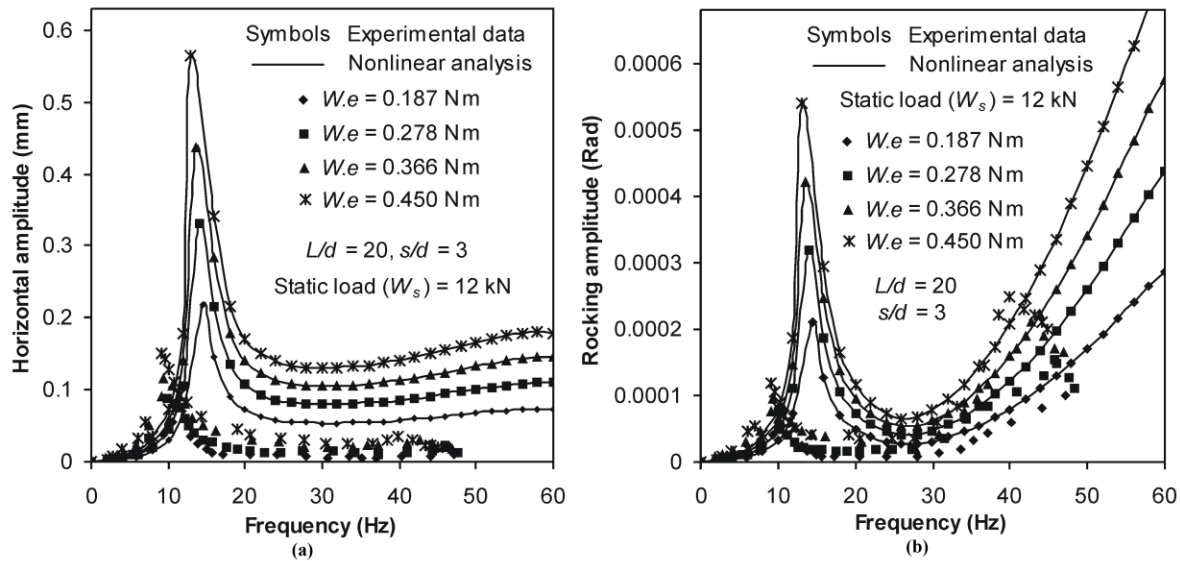 0.6
0.5
0.4
0.3
0.2
0.1
0
Horizontal amplitude (mm)
Symbols Experimental data
Nonlinear analysis
W.e = 0.187 Nm
W.e = 0.278 Nm
W.e = 0.366 Nm
W.e = 0.450 Nm
L/d = 20, s/d = 3
Static load (Ws) = 12 kN
0 10 20 30 40 50 60
Frequency (Hz)
(a)
0.0006
0.0005
0.0004
0.0003
0.0002
0.0001
0
Rocking amplitude (Rad)
Symbols Experimental data
Nonlinear analysis
Static load (Ws) = 12 kN
W.e = 0.187 Nm
W.e = 0.278 Nm
W.e = 0.366 Nm
W.e = 0.450 Nm
L/d = 20
s/d = 3
0 10 20 30 40 50 60
Frequency (Hz)
(b)